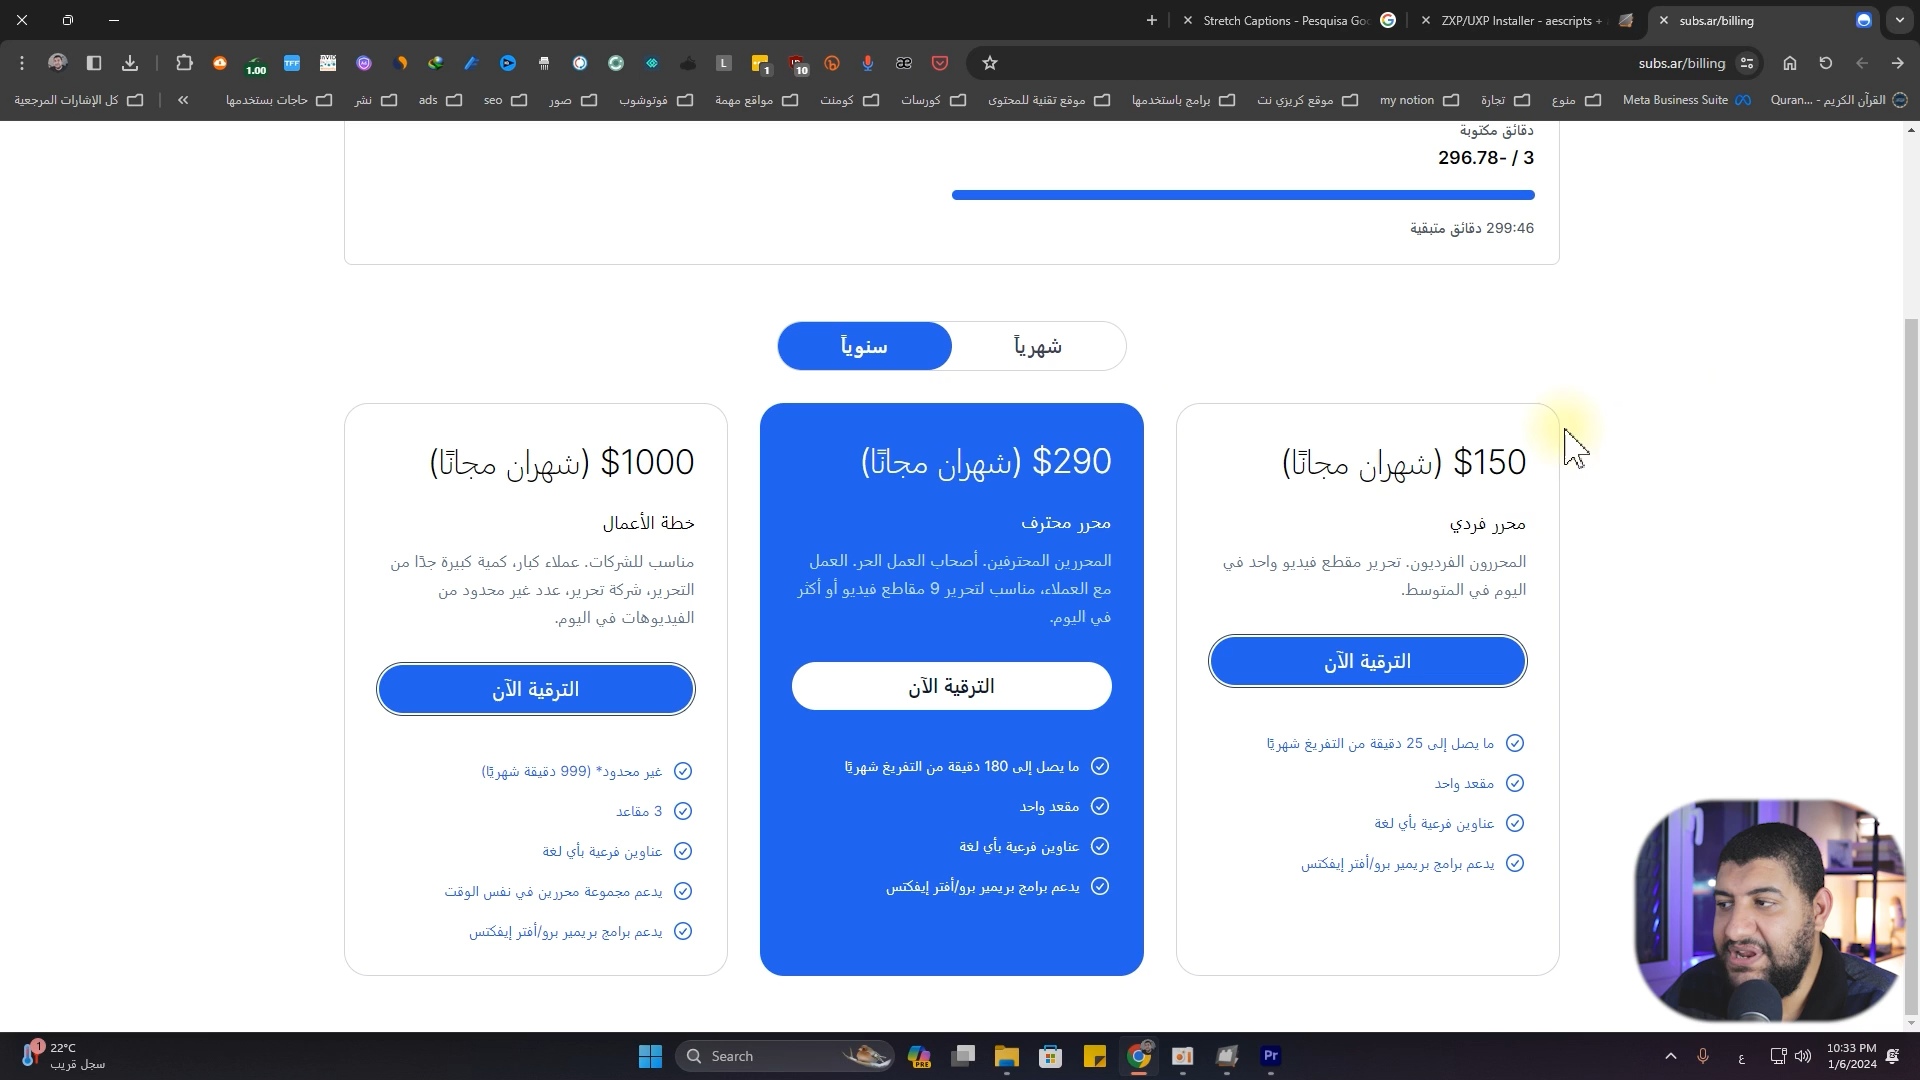 Stretch Captions - Pesquisa Goo
ZXP/UXP Installer - aescripts +
subs.ar/billing
1.00
TFF
NVID
L
1
10
æ
subs.ar/billing
القرآن الكريم - ...Quran
Meta Business Suite
منوع
تجارة
my notion
موقع كريزي نت
برامج باستخدمها
موقع تقنية للمحتوى
كورسات
كومنت
مواقع مهمة
فوتوشوب
صور
seo
ads
نشر
حاجات بستخدمها
»
كل الإشارات المرجعية
دقائق مكتوبة
296.78- / 3
299:46 دقائق متبقية
شهرياً
سنوياً
$150 (شهران مجانًا)
محرر فردي
المحررون الفرديون. تحرير مقطع فيديو واحد في
اليوم في المتوسط.
الترقية الآن
ما يصل إلى 25 دقيقة من التفريغ شهريًا
مقعد واحد
عناوين فرعية بأي لغة
يدعم برامج بريمير برو/أفتر إيفكتس
$290 (شهران مجانًا)
محرر محترف
المحررين المحترفين. أصحاب العمل الحر. العمل
مع العملاء، مناسب لتحرير 9 مقاطع فيديو أو أكثر
في اليوم.
الترقية الآن
ما يصل إلى 180 دقيقة من التفريغ شهريًا
مقعد واحد
عناوين فرعية بأي لغة
يدعم برامج بريمير برو/أفتر إيفكتس
$1000 (شهران مجانًا)
خطة الأعمال
مناسب للشركات. عملاء كبار، كمية كبيرة جدًا من
التحرير، شركة تحرير، عدد غير محدود من
الفيديوهات في اليوم.
الترقية الآن
غير محدود* (999 دقيقة شهريًا)
3 مقاعد
عناوين فرعية بأي لغة
يدعم مجموعة محررين في نفس الوقت
يدعم برامج بريمير برو/أفتر إيفكتس
1
22°C
سجل قريب
Search
PRE
Pr
ع
10:33 PM
1/6/2024